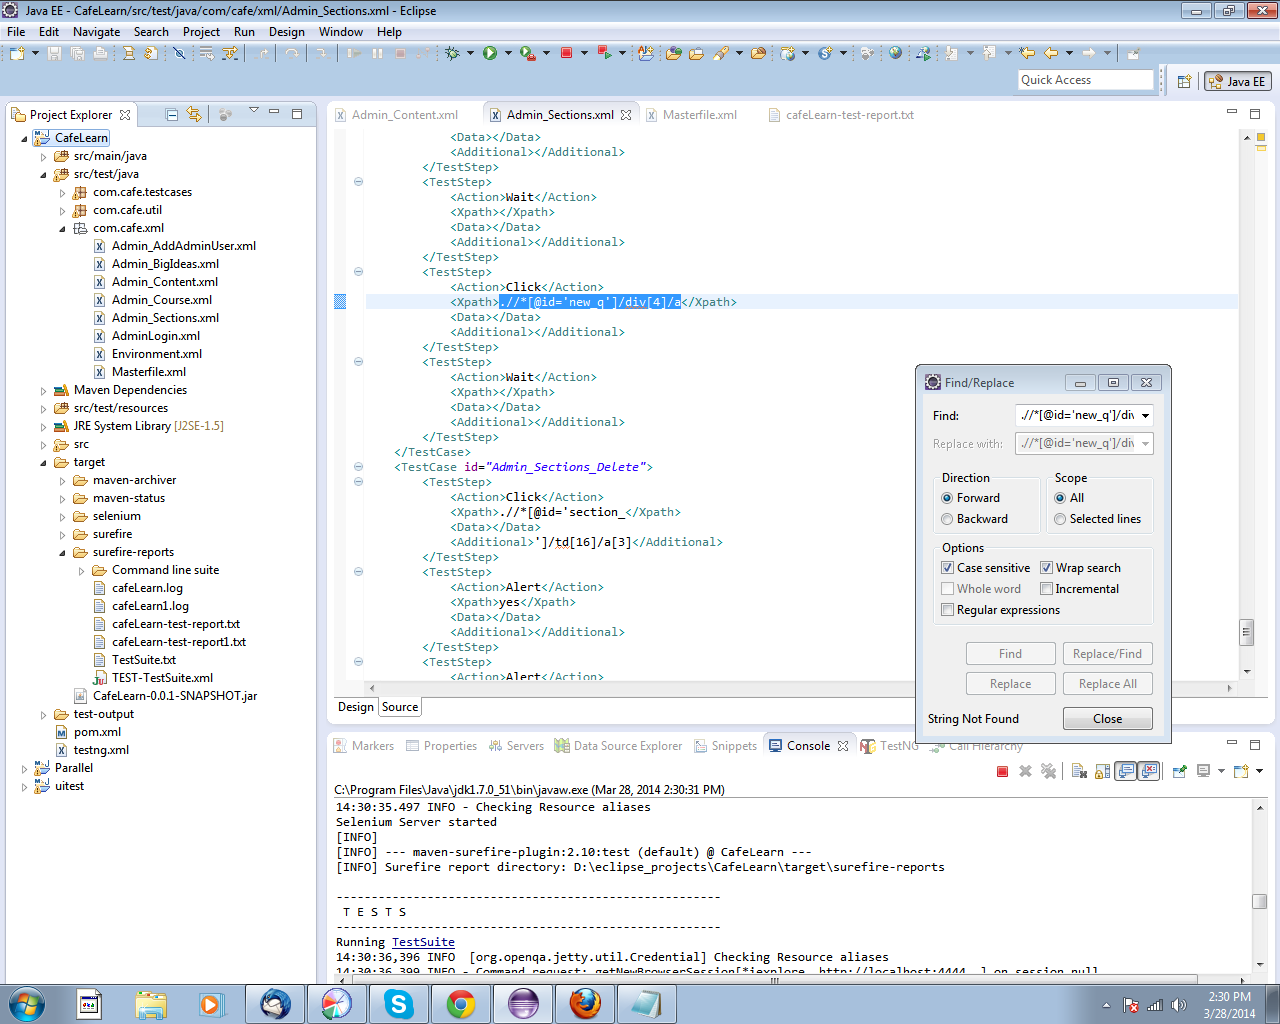 Java EE - CafeLearn/src/test/java/com/cafe/xml/Admin_Sections.xml - Eclipse
File Edit Navigate Search Project Run Design Window Help
Quick Access
Java EE
Project Explorer
CafeLearn
src/main/java
src/test/java
com.cafe.testcases
com.cafe.util
com.cafe.xml
Admin_AddAdminUser.xml
Admin_BigIdeas.xml
Admin_Content.xml
Admin_Course.xml
Admin_Sections.xml
AdminLogin.xml
Environment.xml
Masterfile.xml
Maven Dependencies
src/test/resources
JRE System Library [J2SE-1.5]
src
target
maven-archiver
maven-status
selenium
surefire
surefire-reports
Command line suite
cafeLearn.log
cafeLearn1.log
cafeLearn-test-report.txt
cafeLearn-test-report1.txt
TestSuite.txt
TEST-TestSuite.xml
CafeLearn-0.0.1-SNAPSHOT.jar
test-output
pom.xml
testng.xml
Parallel
uitest
Admin_Content.xml Admin_Sections.xml Masterfile.xml cafeLearn-test-report.txt
<Data></Data>
<Additional></Additional>
</TestStep>
<TestStep>
<Action>Wait</Action>
<Xpath></Xpath>
<Data></Data>
<Additional></Additional>
</TestStep>
<TestStep>
<Action>Click</Action>
<Xpath>.//*[@id='new_q']/div[4]/a</Xpath>
<Data></Data>
<Additional></Additional>
</TestStep>
<TestStep>
<Action>Wait</Action>
<Xpath></Xpath>
<Data></Data>
<Additional></Additional>
</TestStep>
</TestCase>
<TestCase id="Admin_Sections_Delete">
<TestStep>
<Action>Click</Action>
<Xpath>.//*[@id='section_</Xpath>
<Data></Data>
<Additional>']/td[16]/a[3]</Additional>
</TestStep>
<TestStep>
<Action>Alert</Action>
<Xpath>yes</Xpath>
<Data></Data>
<Additional></Additional>
</TestStep>
<TestStep>
<Action>Alert</Action>
Design Source
Find/Replace
Find: .//*[@id='new_q']/div
Replace with: .//*[@id='new_q']/div
Direction Scope
Forward All
Backward Selected lines
Options
Case sensitive Wrap search
Whole word Incremental
Regular expressions
Find Replace/Find
Replace Replace All
String Not Found Close
Markers Properties Servers Data Source Explorer Snippets Console TestNG Call Hierarchy
C:\Program Files\Java\jdk1.7.0_51\bin\javaw.exe (Mar 28, 2014 2:30:31 PM)
14:30:35.497 INFO - Checking Resource aliases
Selenium Server started
[INFO]
[INFO] --- maven-surefire-plugin:2.10:test (default) @ CafeLearn ---
[INFO] Surefire report directory: D:\eclipse_projects\CafeLearn\target\surefire-reports
-------------------------------------------------------
T E S T S
-------------------------------------------------------
Running TestSuite
14:30:36,396 INFO  [org.openqa.jetty.util.Credential] Checking Resource aliases
14:30:36.399 INFO - Command request: getNewBrowserSession[*iexplore, http://localhost:4444, ] on session null
2:30 PM
3/28/2014